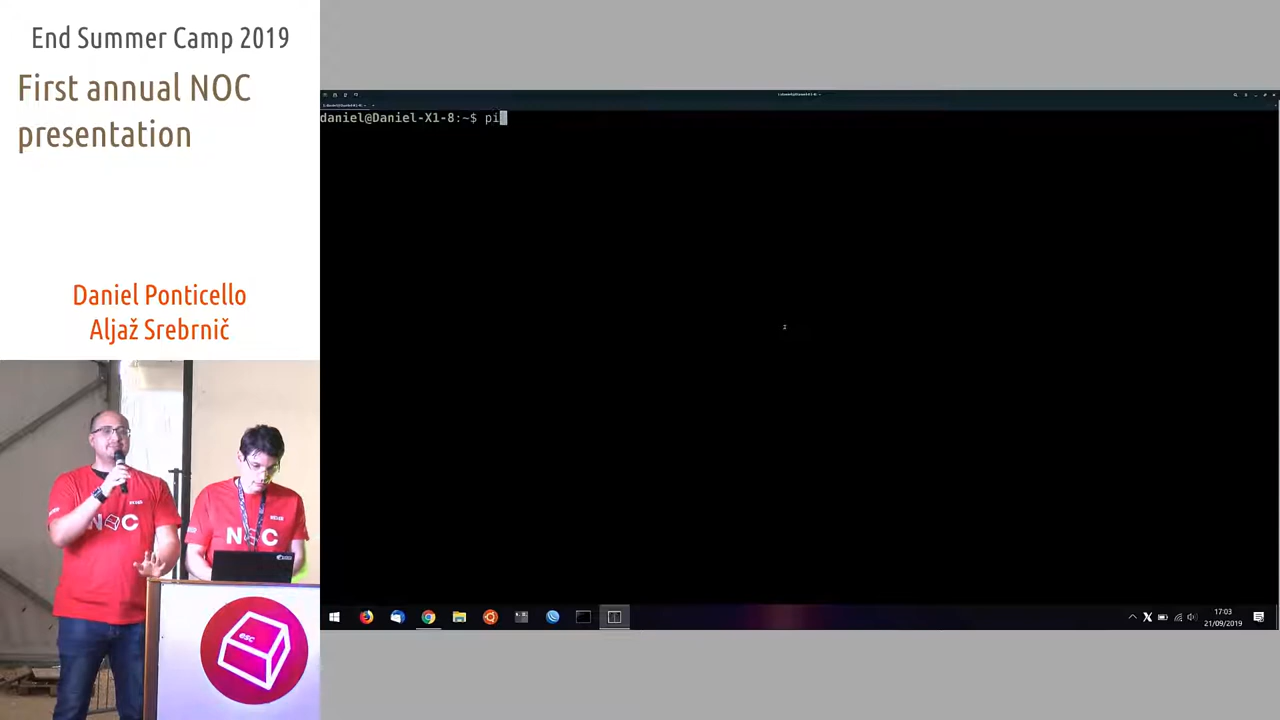 End Summer Camp 2019
First annual NOC
presentation
Daniel Ponticello
Aljaž Srebrnič
daniel@Daniel-X1-8:~$ pi
NOC
N C
esc
17:03
21/09/2019